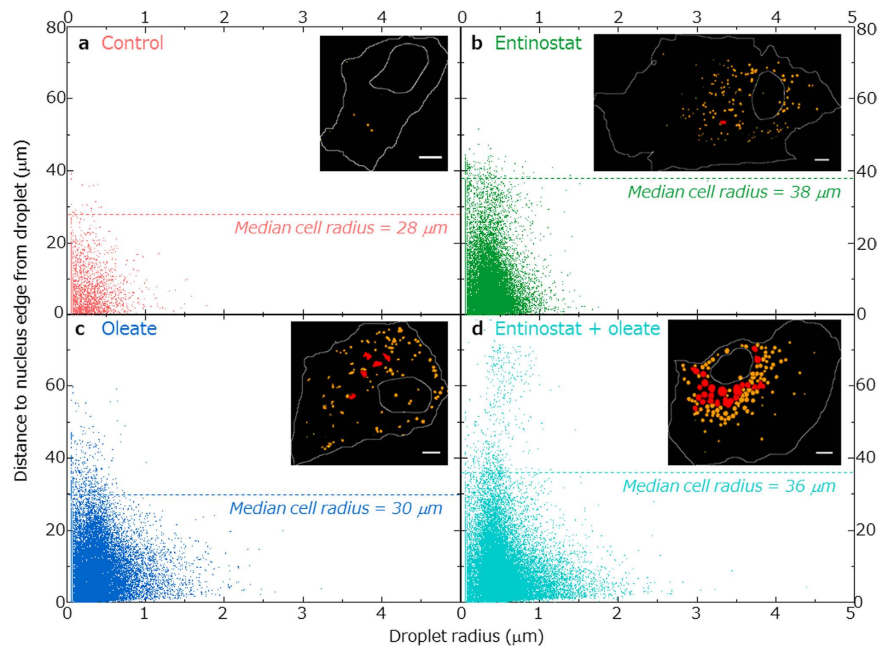 0 1 2 3 4 0 1 2 3 4 5
80 80
a Control
b Entinostat
60 60
40 40
Median cell radius = 28 μm
Median cell radius = 38 μm
20 20
0 0
c Oleate
d Entinostat + oleate
60 60
40 40
Median cell radius = 30 μm
Median cell radius = 36 μm
20 20
0 0
0 1 2 3 4 0 1 2 3 4 5
Distance to nucleus edge from droplet (μm)
Droplet radius (μm)